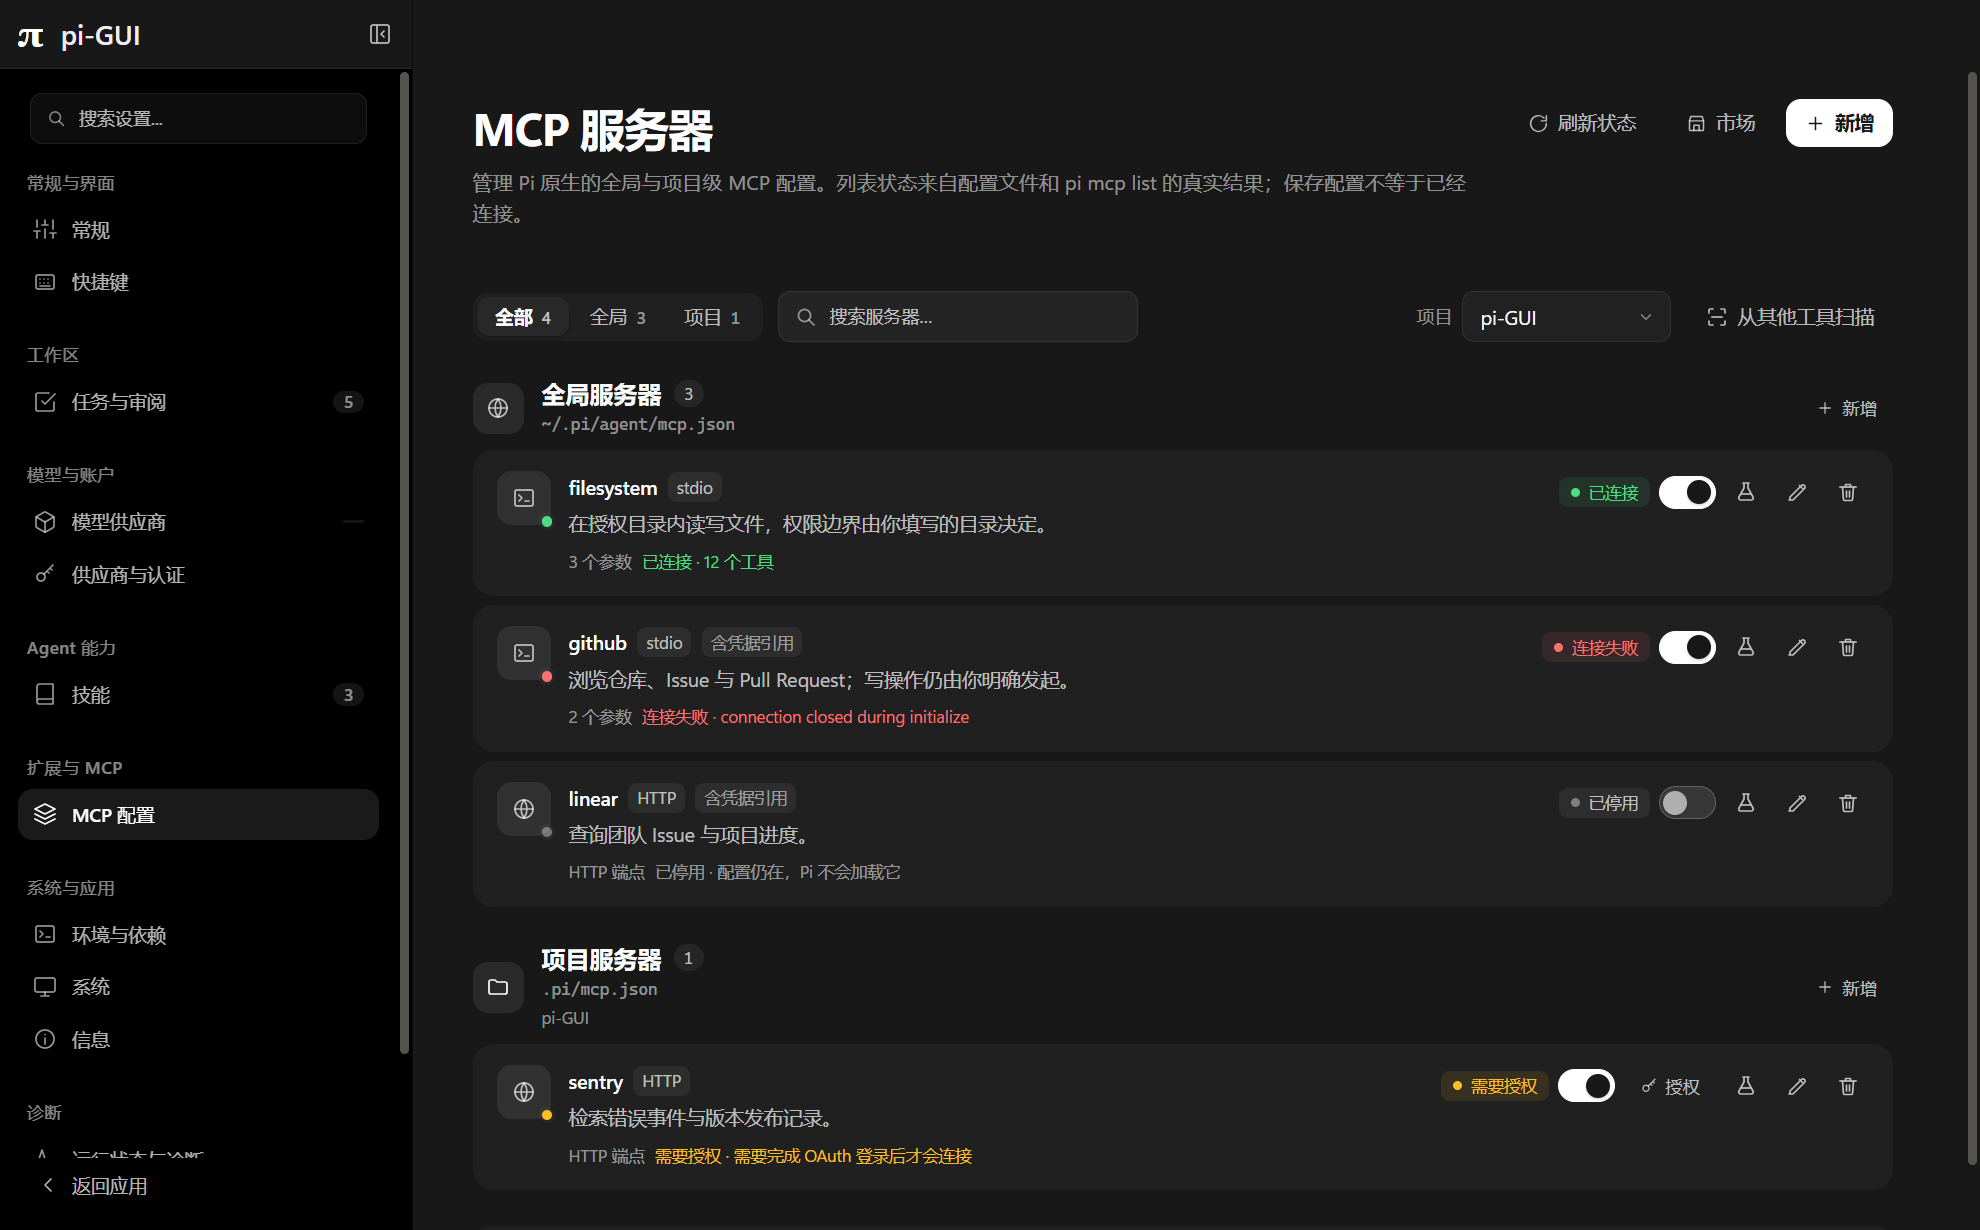 π pi-GUI
搜索设置...
常规与界面
常规
快捷键
工作区
任务与审阅 5
模型与账户
模型供应商
供应商与认证
Agent 能力
技能 3
扩展与 MCP
MCP 配置
系统与应用
环境与依赖
系统
信息
诊断
返回应用
MCP 服务器
刷新状态
市场
新增
管理 Pi 原生的全局与项目级 MCP 配置。列表状态来自配置文件和 pi mcp list 的真实结果；保存配置不等于已经
连接。
全部 4 全局 3 项目 1
搜索服务器...
项目 pi-GUI
从其他工具扫描
全局服务器 3
~/.pi/agent/mcp.json
新增
filesystem stdio
已连接
在授权目录内读写文件，权限边界由你填写的目录决定。
3 个参数 已连接 · 12 个工具
github stdio 含凭据引用
连接失败
浏览仓库、Issue 与 Pull Request；写操作仍由你明确发起。
2 个参数 连接失败 · connection closed during initialize
linear HTTP 含凭据引用
已停用
查询团队 Issue 与项目进度。
HTTP 端点 已停用 · 配置仍在，Pi 不会加载它
项目服务器 1
.pi/mcp.json
pi-GUI
新增
sentry HTTP
需要授权
授权
检索错误事件与版本发布记录。
HTTP 端点 需要授权 · 需要完成 OAuth 登录后才会连接